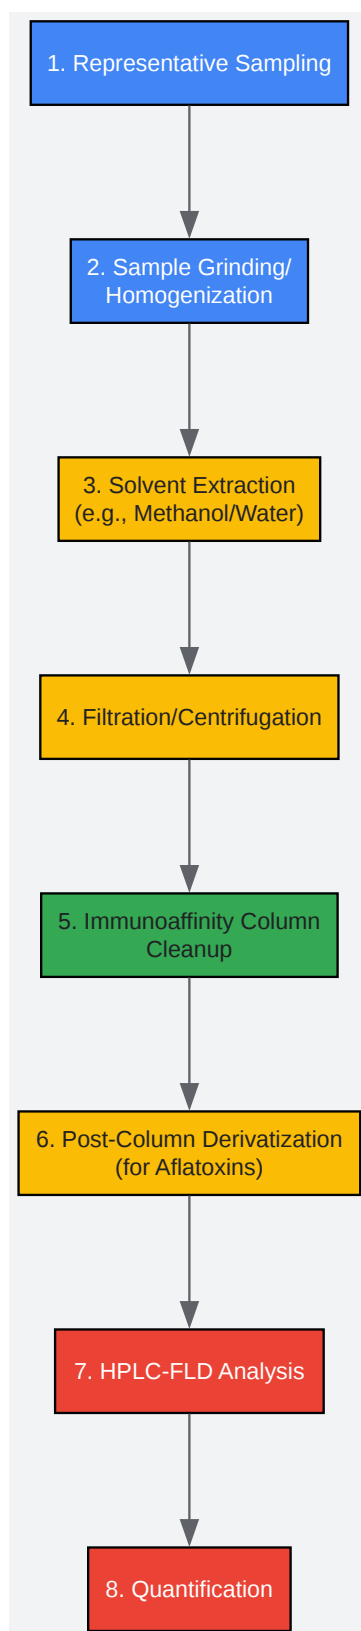 1. Representative Sampling
2. Sample Grinding/
Homogenization
3. Solvent Extraction
(e.g., Methanol/Water)
4. Filtration/Centrifugation
5. Immunoaffinity Column
Cleanup
6. Post-Column Derivatization
(for Aflatoxins)
7. HPLC-FLD Analysis
8. Quantification